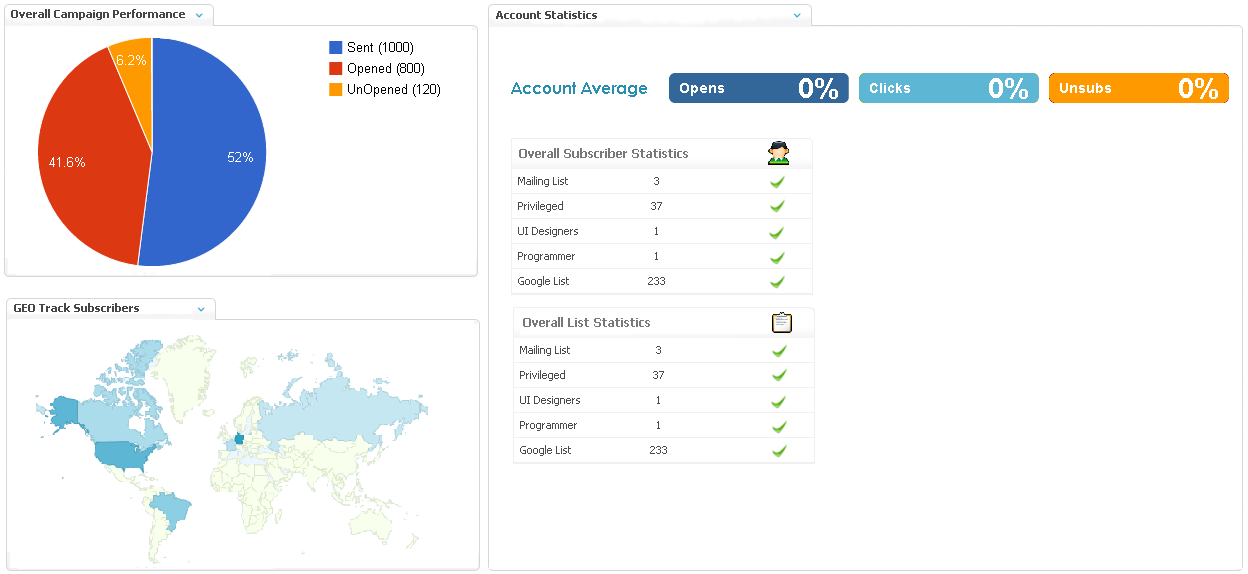 Overall Campaign Performance
Sent (1000)
Opened (800)
UnOpened (120)
6.2%
41.6%
52%
GEO Track Subscribers
Account Statistics
Account Average Opens 0% Clicks 0% Unsubs 0%
Overall Subscriber Statistics
Mailing List 3
Privileged 37
UI Designers 1
Programmer 1
Google List 233
Overall List Statistics
Mailing List 3
Privileged 37
UI Designers 1
Programmer 1
Google List 233